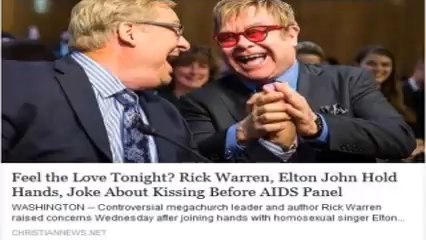 Feel the Love Tonight? Rick Warren, Elton John Hold
Hands, Joke About Kissing Before AIDS Panel
WASHINGTON — Controversial megachurch leader and author Rick Warren
raised concerns Wednesday after joining hands with homosexual singer Elton...
CHRISTIANNEWS.NET